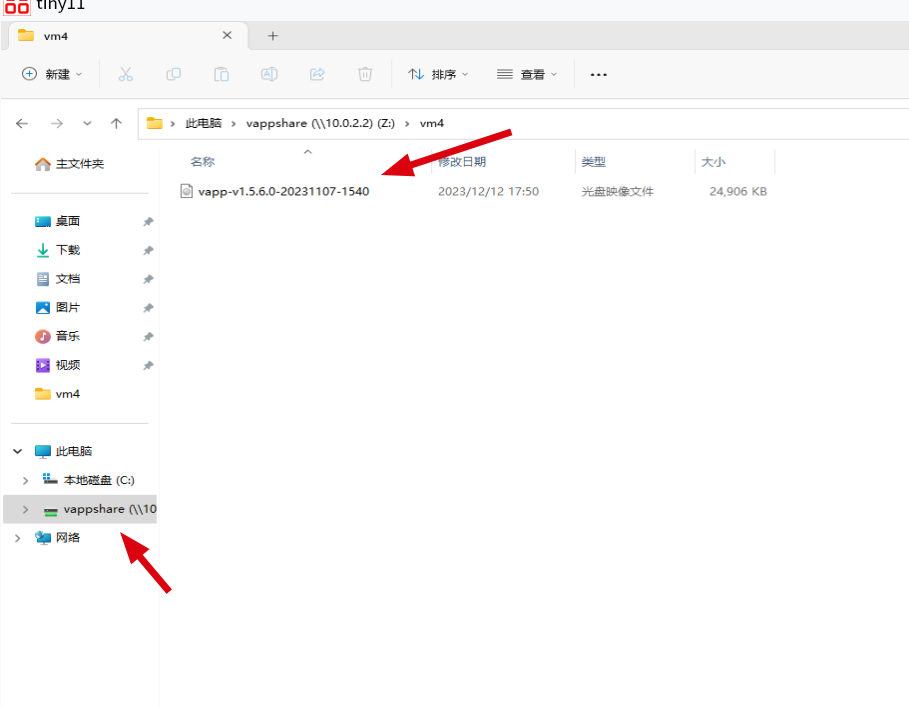 tiny11
vm4
新建
排序
查看
此电脑 > vappshare (\\10.0.2.2) (Z:) > vm4
主文件夹
名称
修改日期
类型
大小
vapp-v1.5.6.0-20231107-1540
2023/12/12 17:50
光盘映像文件
24,906 KB
桌面
下载
文档
图片
音乐
视频
vm4
此电脑
本地磁盘 (C:)
vappshare (\\10
网络